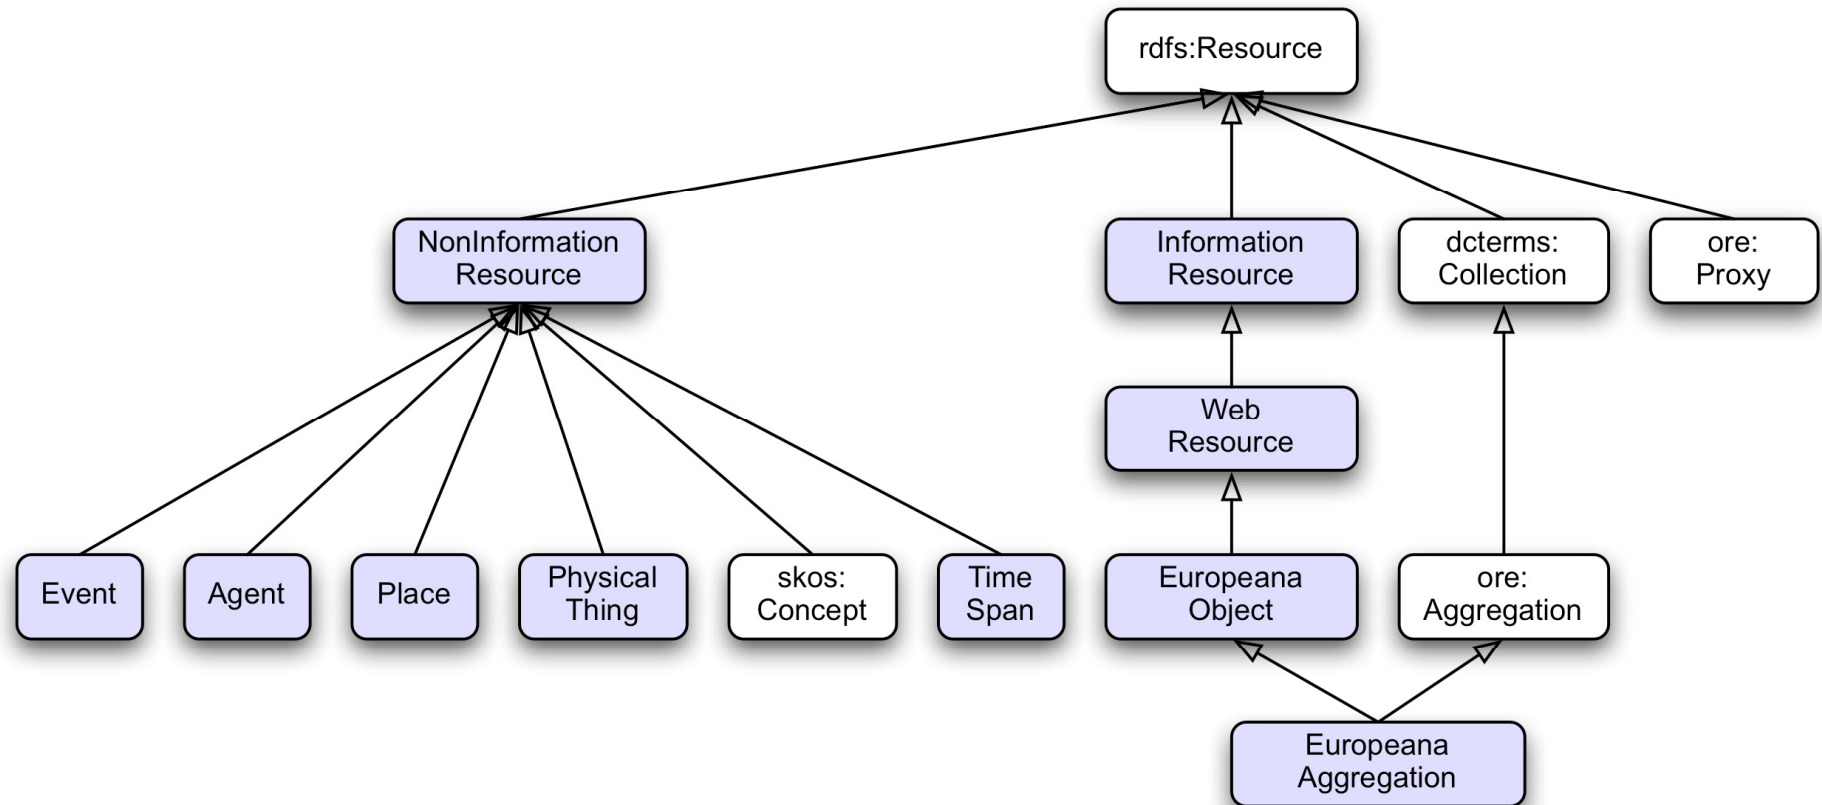 rdfs:Resource
NonInformation
Resource
Information
Resource
dcterms:
Collection
ore:
Proxy
Web
Resource
Event
Agent
Place
Physical
Thing
skos:
Concept
Time
Span
Europeana
Object
ore:
Aggregation
Europeana
Aggregation